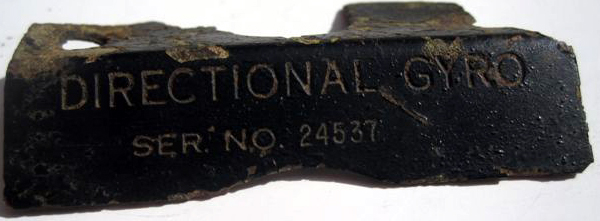 DIRECTIONAL GYRO
SER. NO. 24537